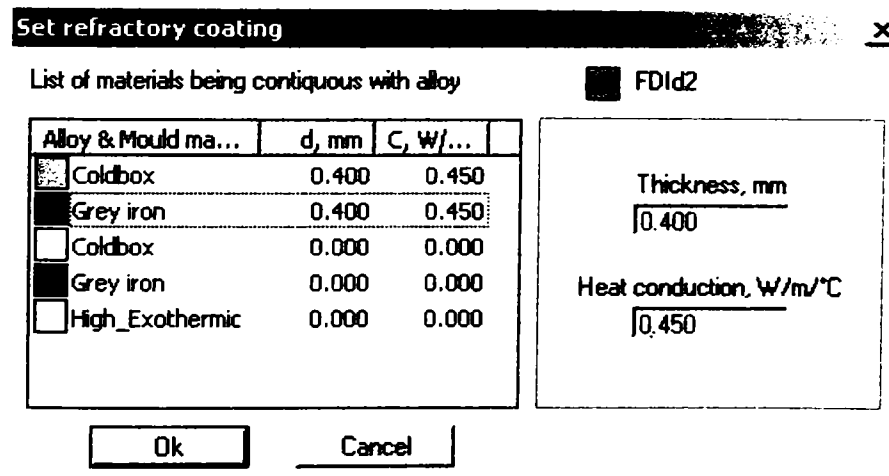 Set refractory coating
List of materials being contiquous with alloy
FDId2
Alloy & Mould ma... d, mm C, W/...
Coldbox 0.400 0.450
Grey iron 0.400 0.450
Coldbox 0.000 0.000
Grey iron 0.000 0.000
High_Exothermic 0.000 0.000
Thickness, mm
0.400
Heat conduction, W/m/°C
0.450
Ok Cancel